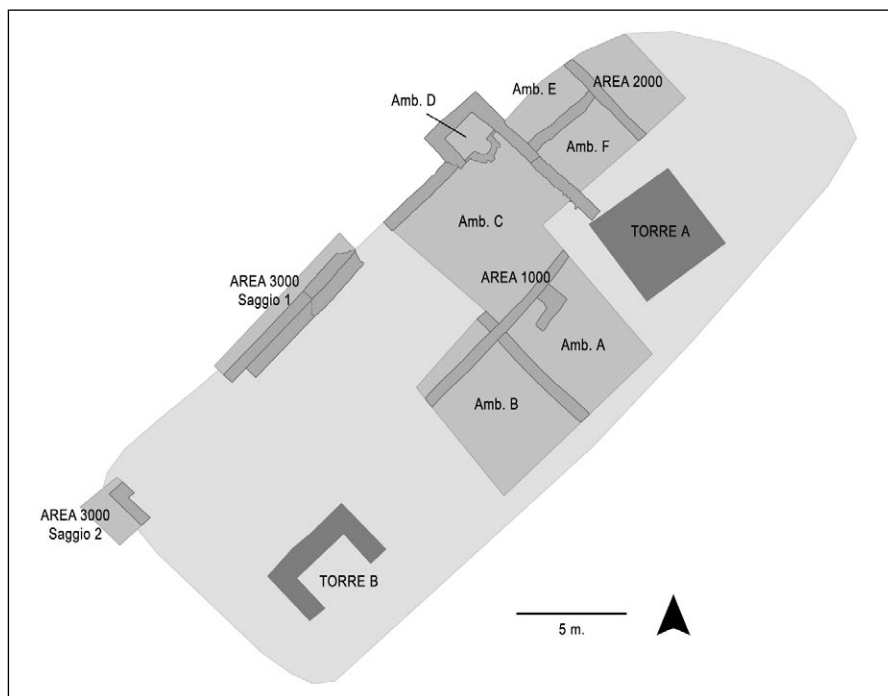 Amb. E
AREA 2000
Amb. D
Amb. F
Amb. C
TORRE A
AREA 3000
Saggio 1
AREA 1000
Amb. A
Amb. B
AREA 3000
Saggio 2
TORRE B
5 m.